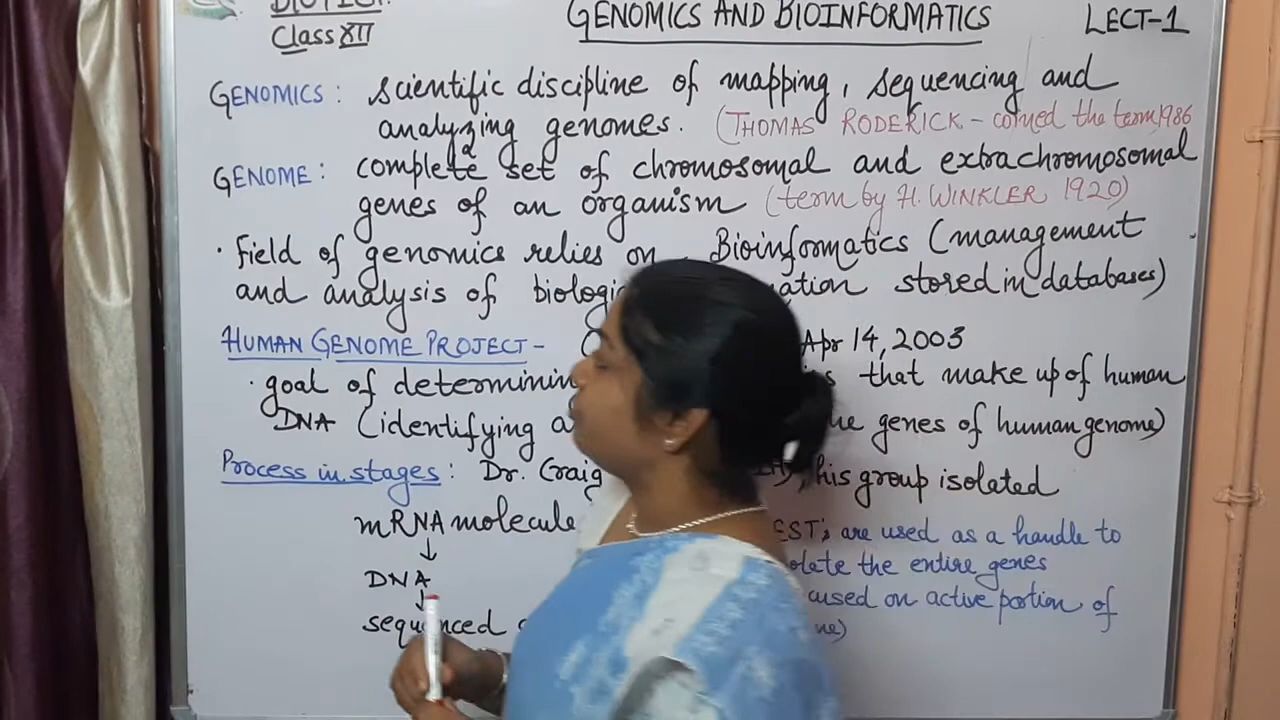 Class XII
GENOMICS AND BIOINFORMATICS
LECT-1
GENOMICS: scientific discipline of mapping, sequencing and
analyzing genomes. (THOMAS RODERICK - coined the term 1986
GENOME: complete set of chromosomal and extrachromosomal
genes of an organism (term by H. WINKLER 1920)
· Field of genomics relies on Bioinformatics (management
and analysis of stored in databases)
HUMAN GENOME PROJECT - Apr 14, 2003
· goal of that make up of human
DNA (identifying genes of human genome)
Process in stages: Dr. Craig his group isolated
mRNA molecule
↓
DNA
↓
sequenced
EST's are used as a handle to
the entire genes
on active portion of